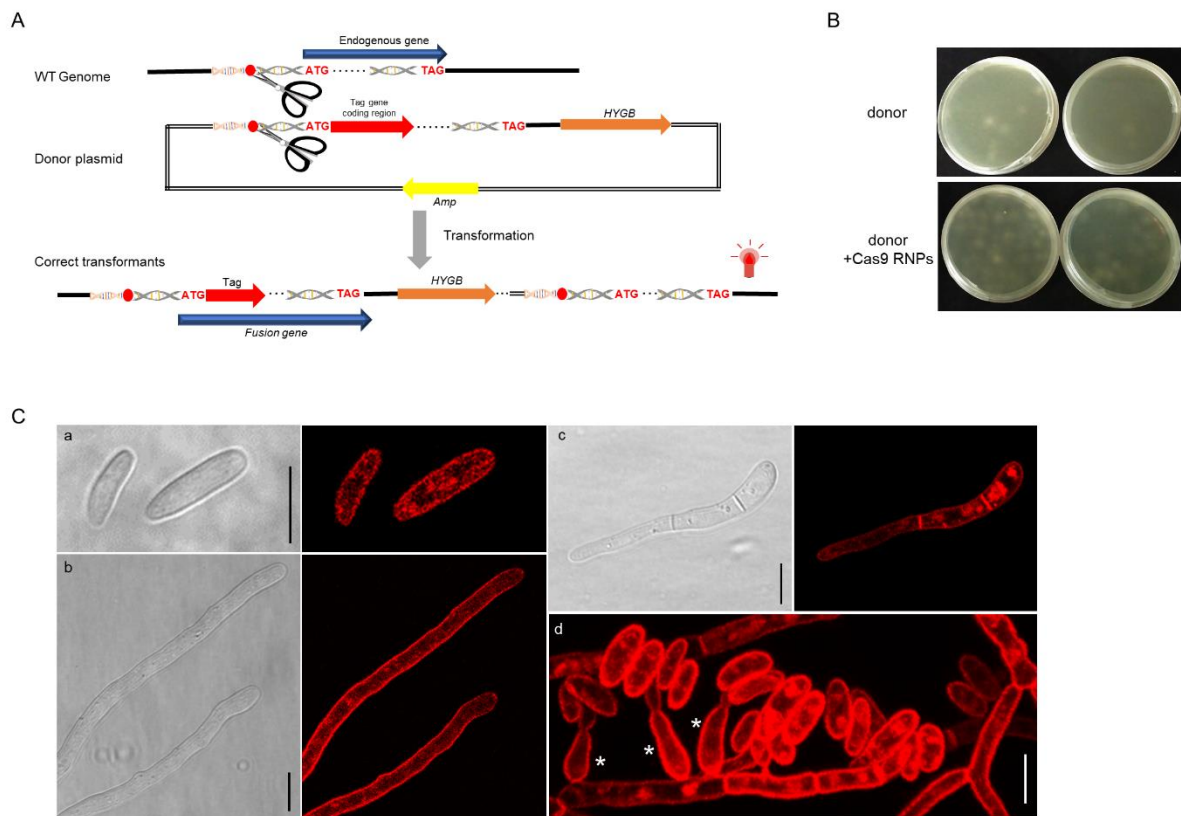 A
Endogenous gene
WT Genome
ATG
TAG
Tag gene
coding region
HYGB
ATG
TAG
Donor plasmid
Amp
Transformation
Correct transformants
Tag
HYGB
ATG
TAG
ATG
TAG
Fusion gene
B
donor
donor
+Cas9 RNPs
C
a
b
c
d
*
*
*